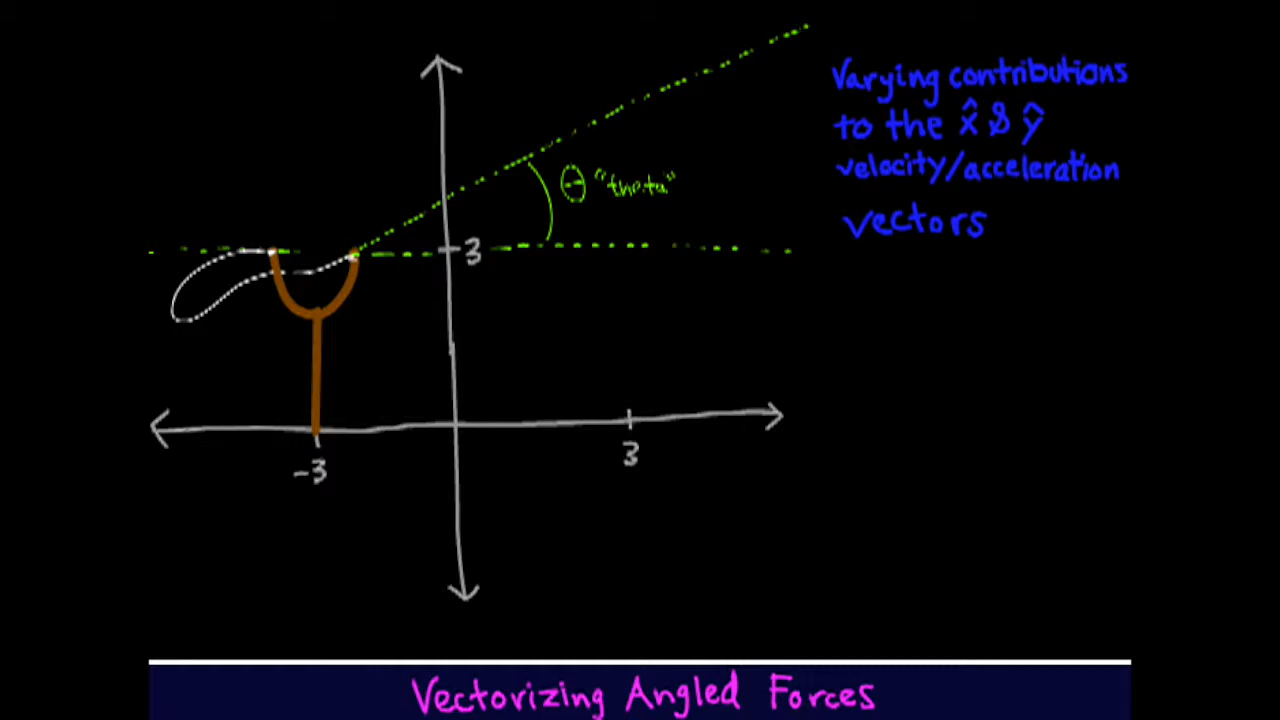 Varying contributions
to the x̂ & ŷ
velocity/acceleration
vectors
θ "theta"
3
-3
3
Vectorizing Angled Forces